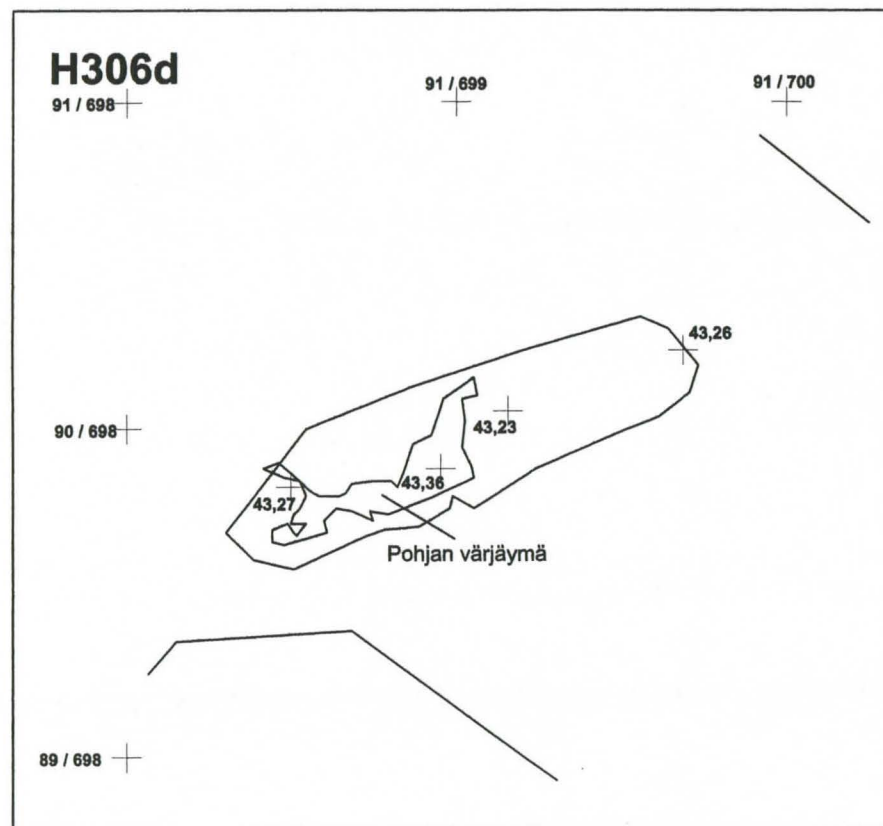 H306d
91 / 698
91 / 699
91 / 700
43,26
90 / 698
43,23
43,36
43,27
Pohjan värjäymä
89 / 698